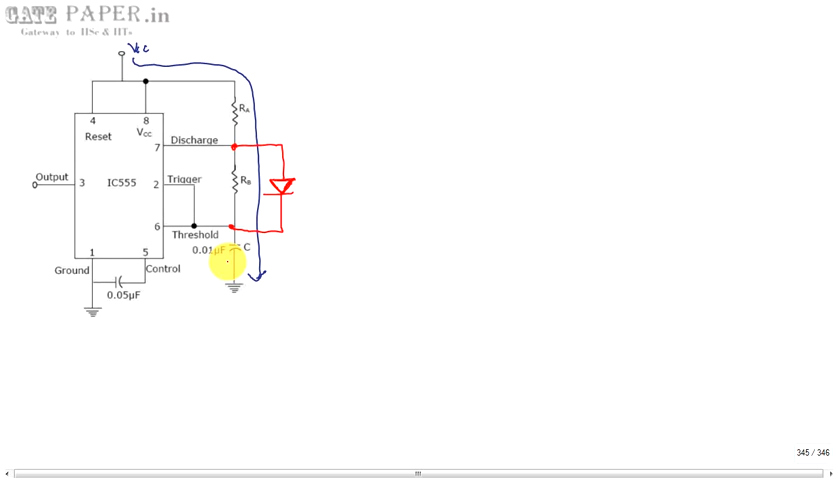 GATE PAPER.in
Gateway to IISc & IITs
Vcc
4
8
Reset
Vcc
RA
7
Discharge
Output
3
IC555
2
Trigger
RB
6
Threshold
0.01µF
C
1
5
Ground
Control
0.05µF
345 / 346